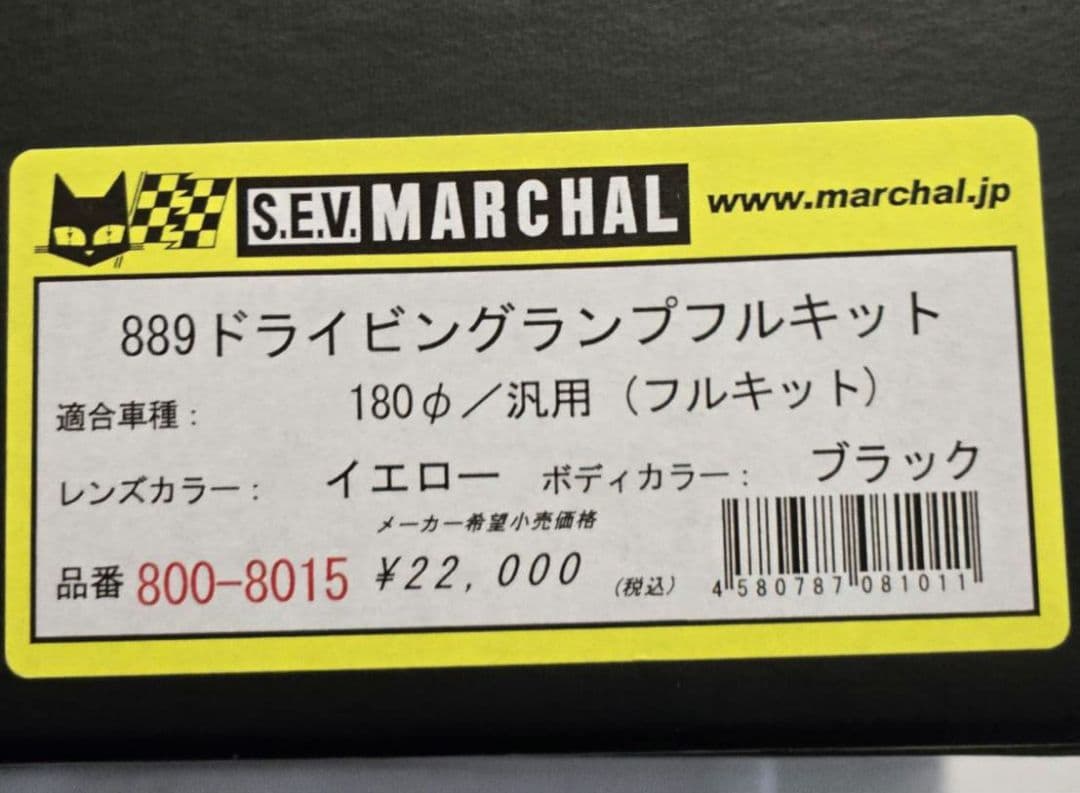 S.E.V. MARCHAL www.marchal.jp
889ドライビングランプフルキット
適合車種： 180φ／汎用（フルキット）
レンズカラー： イエロー ボディカラー： ブラック
メーカー希望小売価格
品番 800-8015 ¥22,000 (税込)
4580787081011